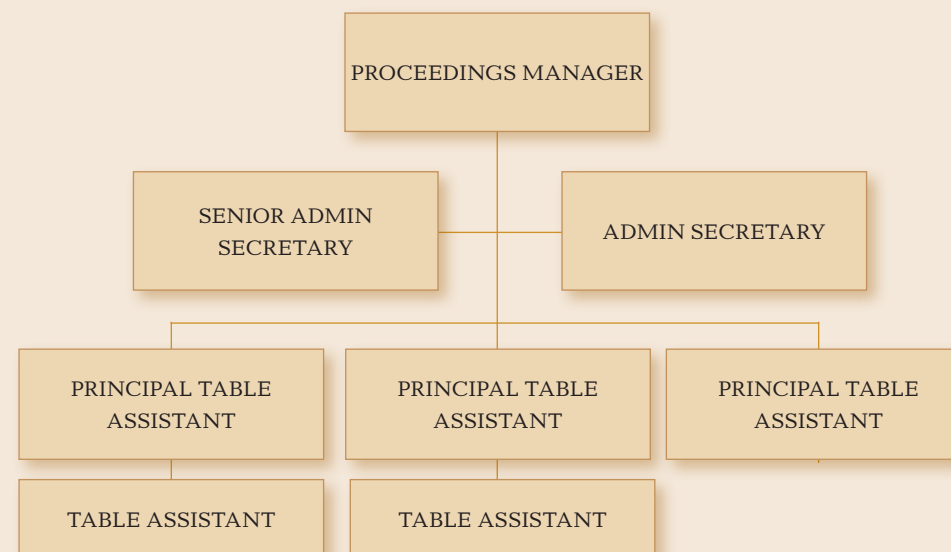 PROCEEDINGS MANAGER
SENIOR ADMIN
SECRETARY
ADMIN SECRETARY
PRINCIPAL TABLE
ASSISTANT
PRINCIPAL TABLE
ASSISTANT
PRINCIPAL TABLE
ASSISTANT
TABLE ASSISTANT
TABLE ASSISTANT